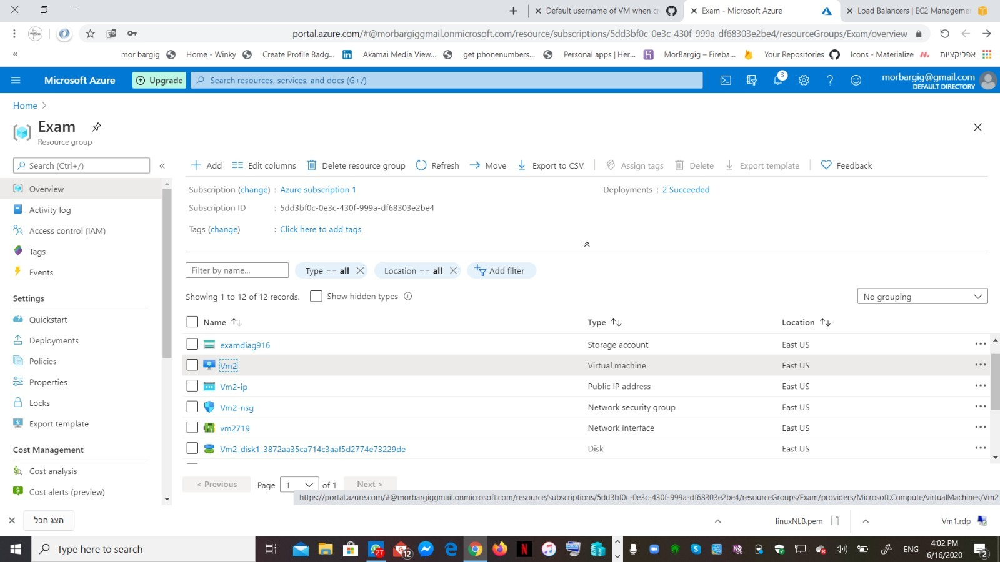 Default username of VM when cr
Exam - Microsoft Azure
Load Balancers | EC2 Manageme
portal.azure.com/#@morbargiggmail.onmicrosoft.com/resource/subscriptions/5dd3bf0c-0e3c-430f-999a-df68303e2be4/resourceGroups/Exam/overview
« mor bargig Home - Winky Create Profile Badg... Akamai Media View... get phonenumbers... Personal apps | Her... MorBargig – Fireba... Your Repositories Icons - Materialize אפליקציות
Microsoft Azure Upgrade Search resources, services, and docs (G+/) 3 morbargig@gmail.com
DEFAULT DIRECTORY
Home >
Exam
Resource group
Search (Ctrl+/) «
Overview
Activity log
Access control (IAM)
Tags
Events
Settings
Quickstart
Deployments
Policies
Properties
Locks
Export template
Cost Management
Cost analysis
Cost alerts (preview)
Add Edit columns Delete resource group Refresh Move Export to CSV Assign tags Delete Export template Feedback
Subscription (change) : Azure subscription 1 Deployments : 2 Succeeded
Subscription ID : 5dd3bf0c-0e3c-430f-999a-df68303e2be4
Tags (change) : Click here to add tags
Filter by name... Type == all Location == all Add filter
Showing 1 to 12 of 12 records. Show hidden types No grouping
Name Type Location
examdiag916 Storage account East US
Vm2 Virtual machine East US
Vm2-ip Public IP address East US
Vm2-nsg Network security group East US
vm2719 Network interface East US
Vm2_disk1_3872aa35ca714c3aaf5d2774e73229de Disk East US
< Previous Page 1 of 1 Next >
https://portal.azure.com/#@morbargiggmail.onmicrosoft.com/resource/subscriptions/5dd3bf0c-0e3c-430f-999a-df68303e2be4/resourceGroups/Exam/providers/Microsoft.Compute/virtualMachines/Vm2
הצג הכל linuxNLB.pem Vm1.rdp
Type here to search 27 12 ENG 4:02 PM
6/16/2020 2